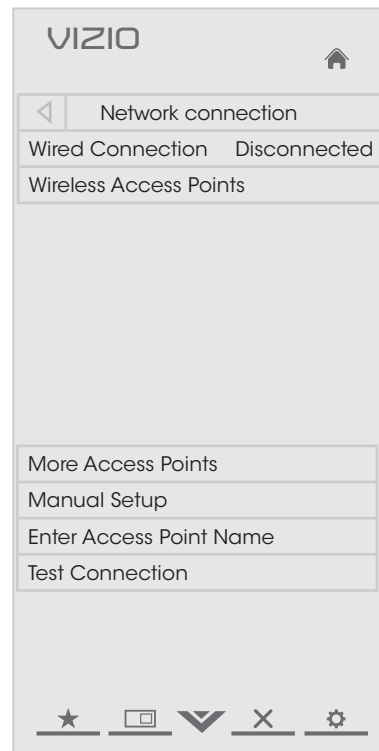 VIZIO
Network connection
Wired Connection Disconnected
Wireless Access Points
More Access Points
Manual Setup
Enter Access Point Name
Test Connection